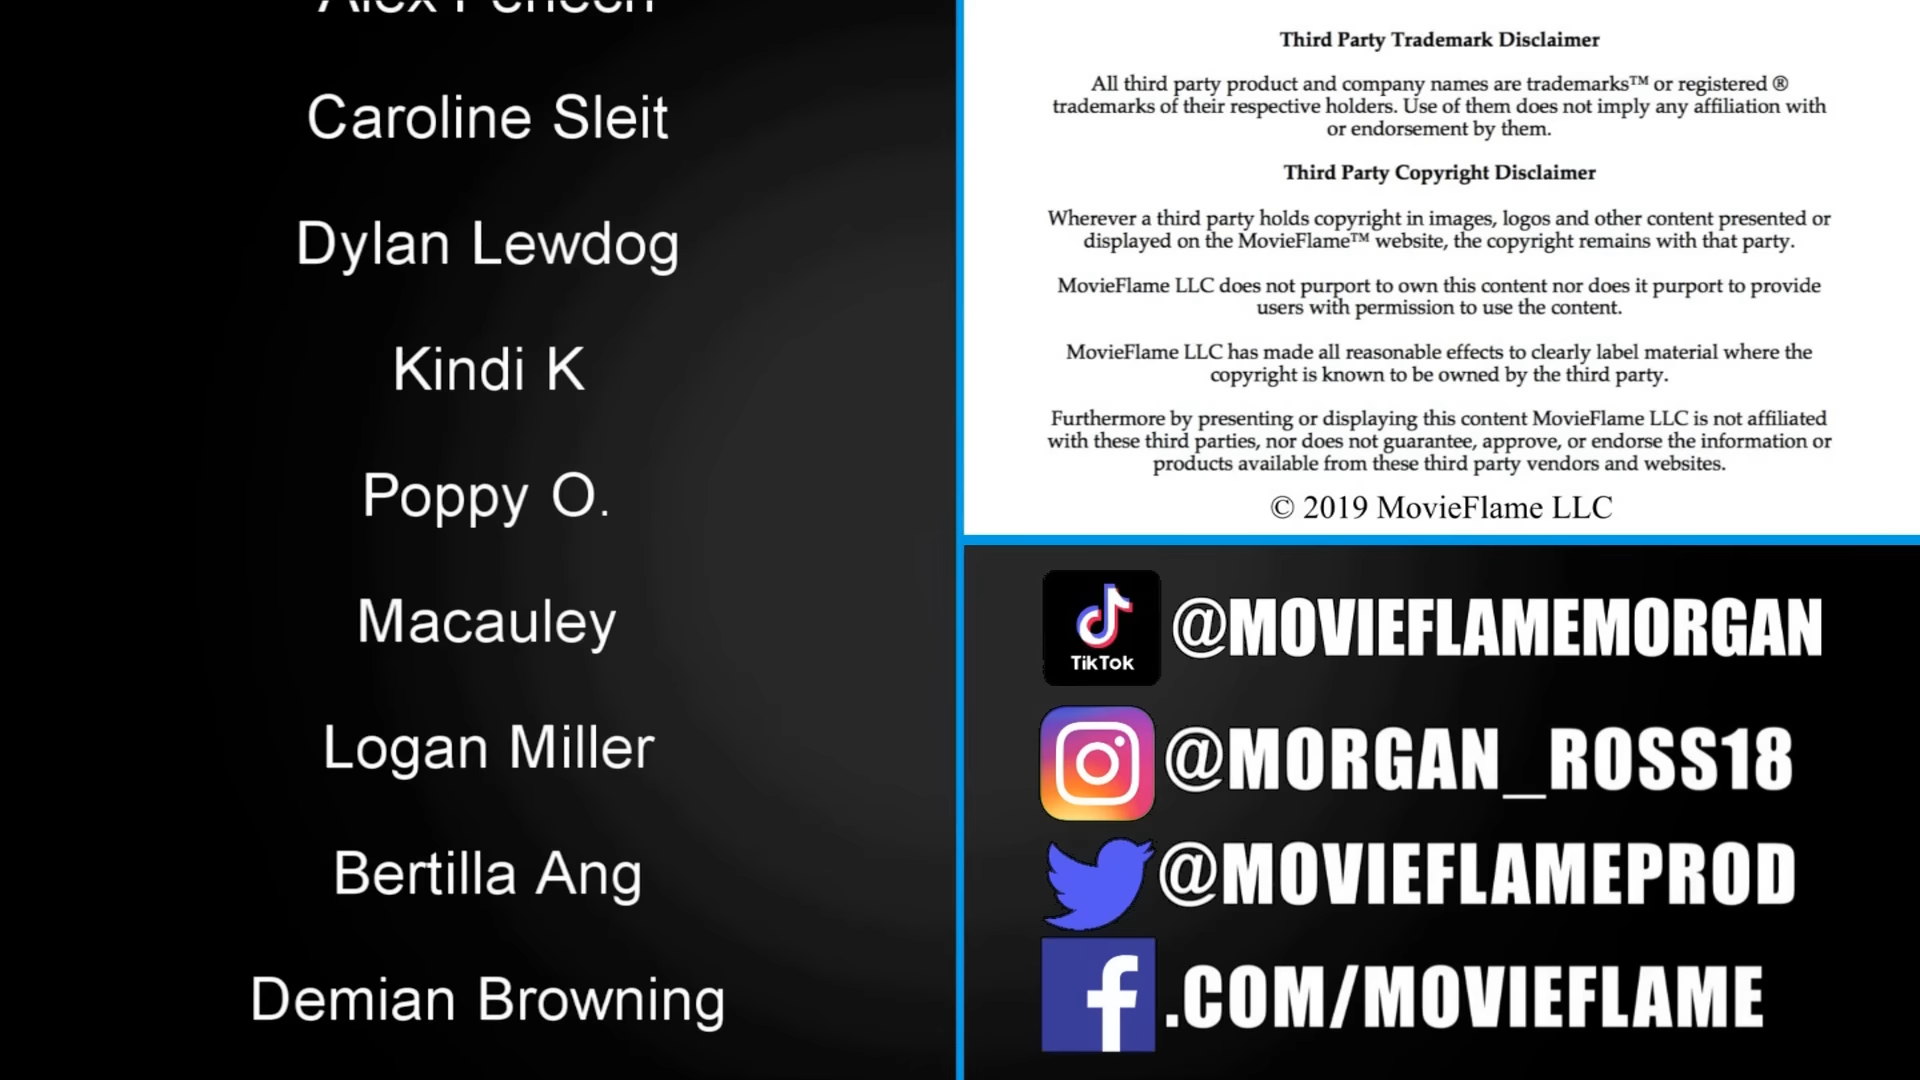 Caroline Sleit
Dylan Lewdog
Kindi K
Poppy O.
Macauley
Logan Miller
Bertilla Ang
Demian Browning
Third Party Trademark Disclaimer
All third party product and company names are trademarks™ or registered ®
trademarks of their respective holders. Use of them does not imply any affiliation with
or endorsement by them.
Third Party Copyright Disclaimer
Wherever a third party holds copyright in images, logos and other content presented or
displayed on the MovieFlame™ website, the copyright remains with that party.
MovieFlame LLC does not purport to own this content nor does it purport to provide
users with permission to use the content.
MovieFlame LLC has made all reasonable effects to clearly label material where the
copyright is known to be owned by the third party.
Furthermore by presenting or displaying this content MovieFlame LLC is not affiliated
with these third parties, nor does not guarantee, approve, or endorse the information or
products available from these third party vendors and websites.
© 2019 MovieFlame LLC
TikTok
@MOVIEFLAMEMORGAN
@MORGAN_ROSS18
@MOVIEFLAMEPROD
f .COM/MOVIEFLAME